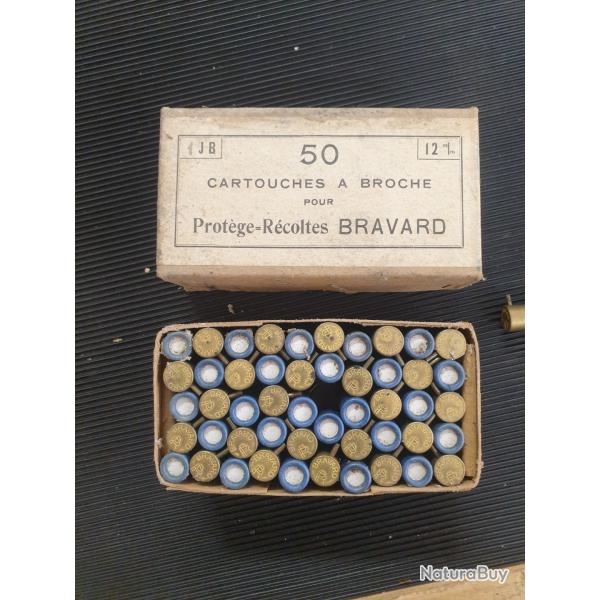 JB
50
12 m/m
CARTOUCHES A BROCHE
POUR
Protège-Récoltes BRAVARD
NaturaBuy